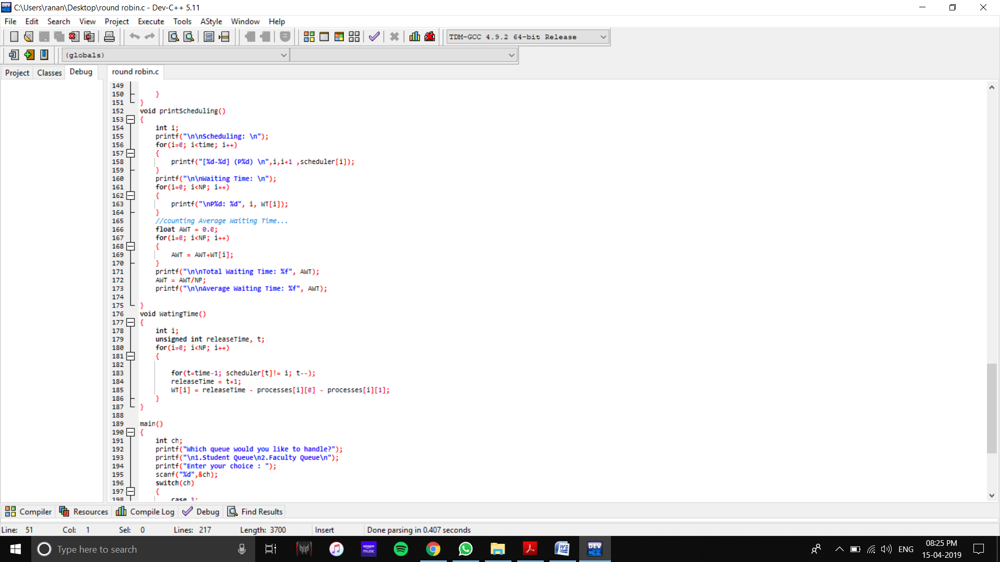 C:\Users\ranan\Desktop\round robin.c - Dev-C++ 5.11
File Edit Search View Project Execute Tools AStyle Window Help
TDM-GCC 4.9.2 64-bit Release
(globals)
Project Classes Debug round robin.c
149
150 }
151 }
152 void printScheduling()
153 {
154 int i;
155 printf("\n\nScheduling: \n");
156 for(i=0; i<time; i++)
157 {
158 printf("[%d-%d] (P%d) \n",i,i+1 ,scheduler[i]);
159 }
160 printf("\n\nWaiting Time: \n");
161 for(i=0; i<NP; i++)
162 {
163 printf("\nP%d: %d", i, WT[i]);
164 }
165 //counting Average Waiting Time...
166 float AWT = 0.0;
167 for(i=0; i<NP; i++)
168 {
169 AWT = AWT+WT[i];
170 }
171 printf("\n\nTotal Waiting Time: %f", AWT);
172 AWT = AWT/NP;
173 printf("\n\nAverage Waiting Time: %f", AWT);
174
175 }
176 void WatingTime()
177 {
178 int i;
179 unsigned int releaseTime, t;
180 for(i=0; i<NP; i++)
181 {
182
183 for(t=time-1; scheduler[t]!= i; t--);
184 releaseTime = t+1;
185 WT[i] = releaseTime - processes[i][0] - processes[i][1];
186 }
187 }
188
189 main()
190 {
191 int ch;
192 printf("Which queue would you like to handle?");
193 printf("\n1.Student Queue\n2.Faculty Queue\n");
194 printf("Enter your choice : ");
195 scanf("%d",&ch);
196 switch(ch)
197 {
198 case 1:
Compiler Resources Compile Log Debug Find Results
Line: 51 Col: 1 Sel: 0 Lines: 217 Length: 3700 Insert Done parsing in 0.407 seconds
Type here to search
amazon music
DEV C++
ENG
08:25 PM
15-04-2019